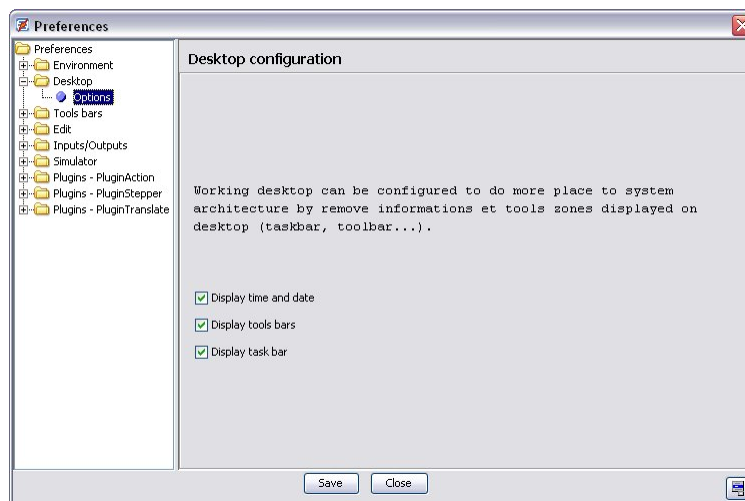 Preferences
Preferences
Environment
Desktop
Options
Tools bars
Edit
Inputs/Outputs
Simulator
Plugins - PluginAction
Plugins - PluginStepper
Plugins - PluginTranslate
Desktop configuration
Working desktop can be configured to do more place to system
architecture by remove informations et tools zones displayed on
desktop (taskbar, toolbar...).
Display time and date
Display tools bars
Display task bar
Save
Close